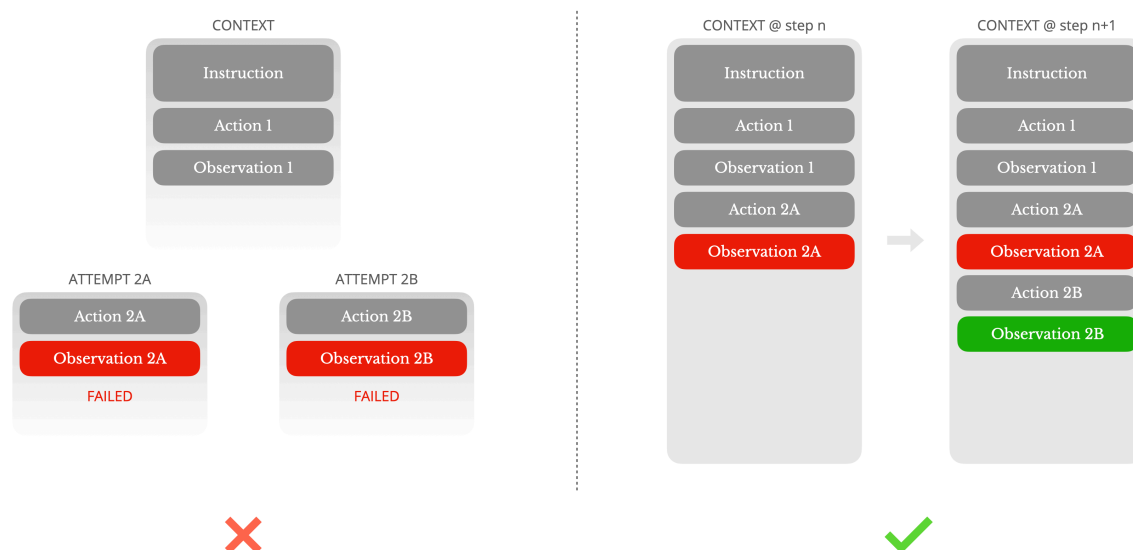 CONTEXT
Instruction
Action 1
Observation 1
ATTEMPT 2A
Action 2A
Observation 2A
FAILED
ATTEMPT 2B
Action 2B
Observation 2B
FAILED
CONTEXT @ step n
Instruction
Action 1
Observation 1
Action 2A
Observation 2A
CONTEXT @ step n+1
Instruction
Action 1
Observation 1
Action 2A
Observation 2A
Action 2B
Observation 2B